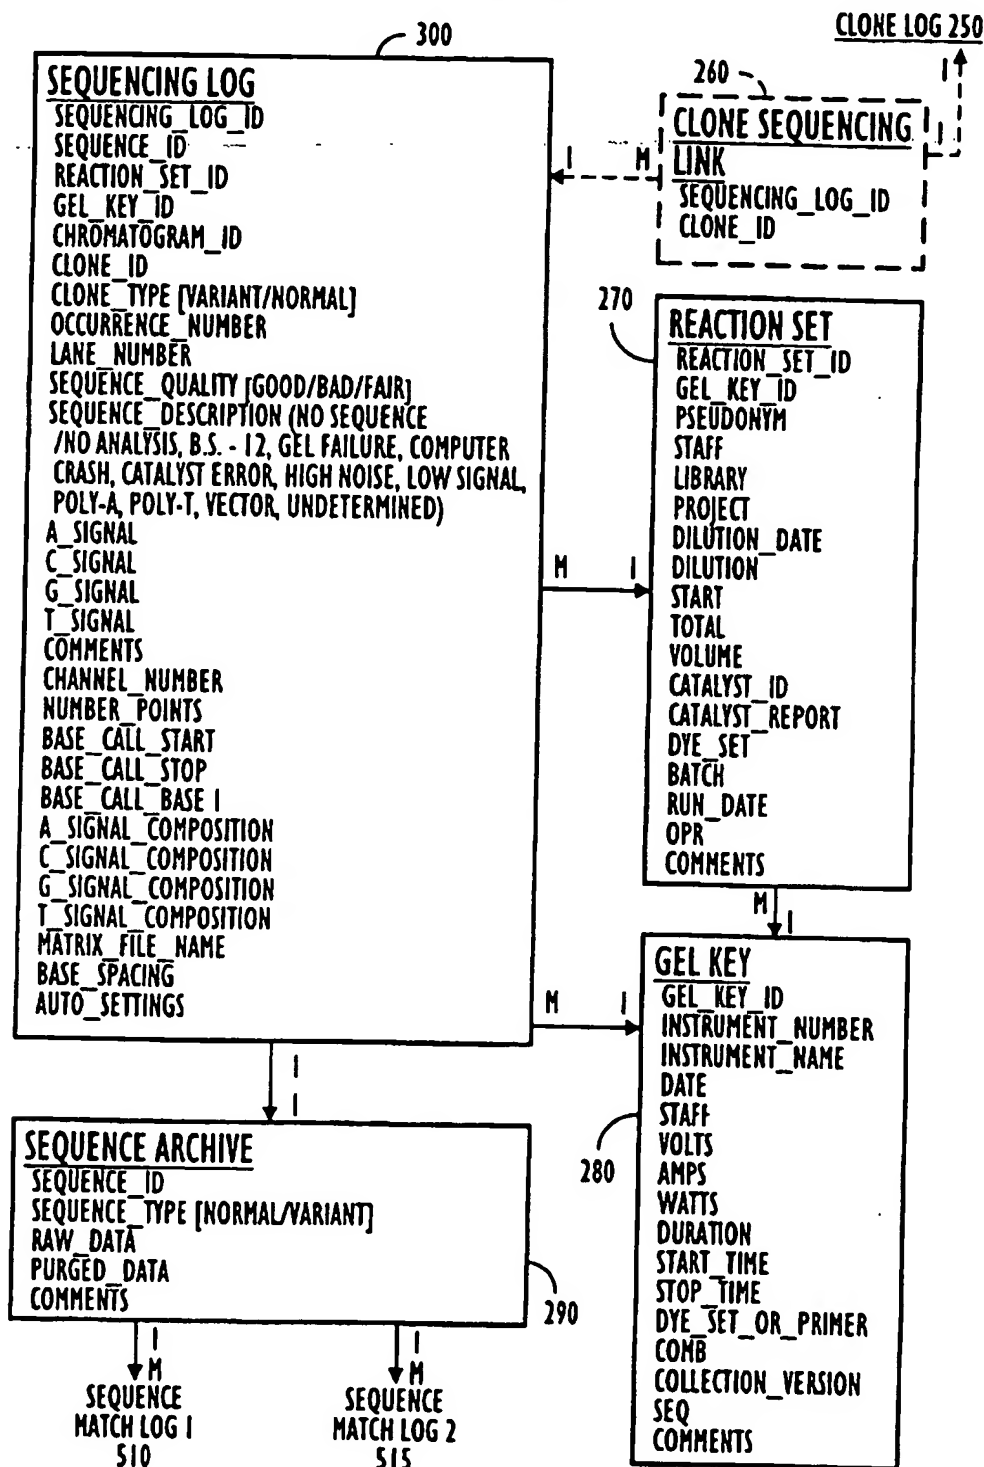 CLONE LOG 250
1
300
SEQUENCING LOG
SEQUENCING_LOG_ID
SEQUENCE_ID
REACTION_SET_ID
GEL_KEY_ID
CHROMATOGRAM_ID
CLONE_ID
CLONE_TYPE [VARIANT/NORMAL]
OCCURRENCE_NUMBER
LANE_NUMBER
SEQUENCE_QUALITY [GOOD/BAD/FAIR]
SEQUENCE_DESCRIPTION (NO SEQUENCE
/NO ANALYSIS, B.S. - 12, GEL FAILURE, COMPUTER
CRASH, CATALYST ERROR, HIGH NOISE, LOW SIGNAL,
POLY-A, POLY-T, VECTOR, UNDETERMINED)
A_SIGNAL
C_SIGNAL
G_SIGNAL
T_SIGNAL
COMMENTS
CHANNEL_NUMBER
NUMBER_POINTS
BASE_CALL_START
BASE_CALL_STOP
BASE_CALL_BASE 1
A_SIGNAL_COMPOSITION
C_SIGNAL_COMPOSITION
G_SIGNAL_COMPOSITION
T_SIGNAL_COMPOSITION
MATRIX_FILE_NAME
BASE_SPACING
AUTO_SETTINGS
260
CLONE SEQUENCING
LINK
SEQUENCING_LOG_ID
CLONE_ID
1
1 M
270
REACTION SET
REACTION_SET_ID
GEL_KEY_ID
PSEUDONYM
STAFF
LIBRARY
PROJECT
DILUTION_DATE
DILUTION
START
TOTAL
VOLUME
CATALYST_ID
CATALYST_REPORT
DYE_SET
BATCH
RUN_DATE
OPR
COMMENTS
M 1
M
1
GEL KEY
GEL_KEY_ID
INSTRUMENT_NUMBER
INSTRUMENT_NAME
DATE
STAFF
VOLTS
AMPS
WATTS
DURATION
START_TIME
STOP_TIME
DYE_SET_OR_PRIMER
COMB
COLLECTION_VERSION
SEQ
COMMENTS
280
M 1
1
1
SEQUENCE ARCHIVE
SEQUENCE_ID
SEQUENCE_TYPE [NORMAL/VARIANT]
RAW_DATA
PURGED_DATA
COMMENTS
290
1
M
SEQUENCE
MATCH LOG 1
510
1
M
SEQUENCE
MATCH LOG 2
515